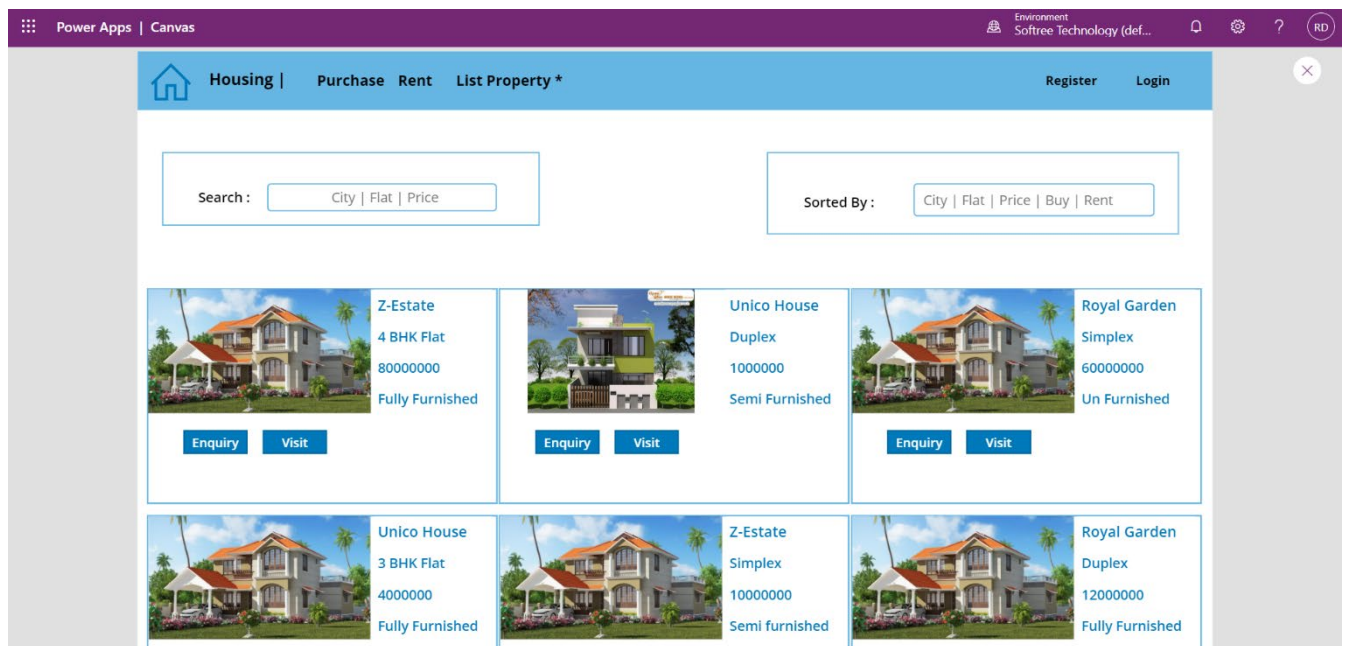 Power Apps | Canvas
Environment
Softree Technology (def...
RD
Housing | Purchase Rent List Property *
Register Login
Search : City | Flat | Price
Sorted By : City | Flat | Price | Buy | Rent
Z-Estate
4 BHK Flat
80000000
Fully Furnished
Enquiry Visit
Unico House
Duplex
1000000
Semi Furnished
Enquiry Visit
Royal Garden
Simplex
60000000
Un Furnished
Enquiry Visit
Unico House
3 BHK Flat
4000000
Fully Furnished
Z-Estate
Simplex
10000000
Semi furnished
Royal Garden
Duplex
12000000
Fully Furnished